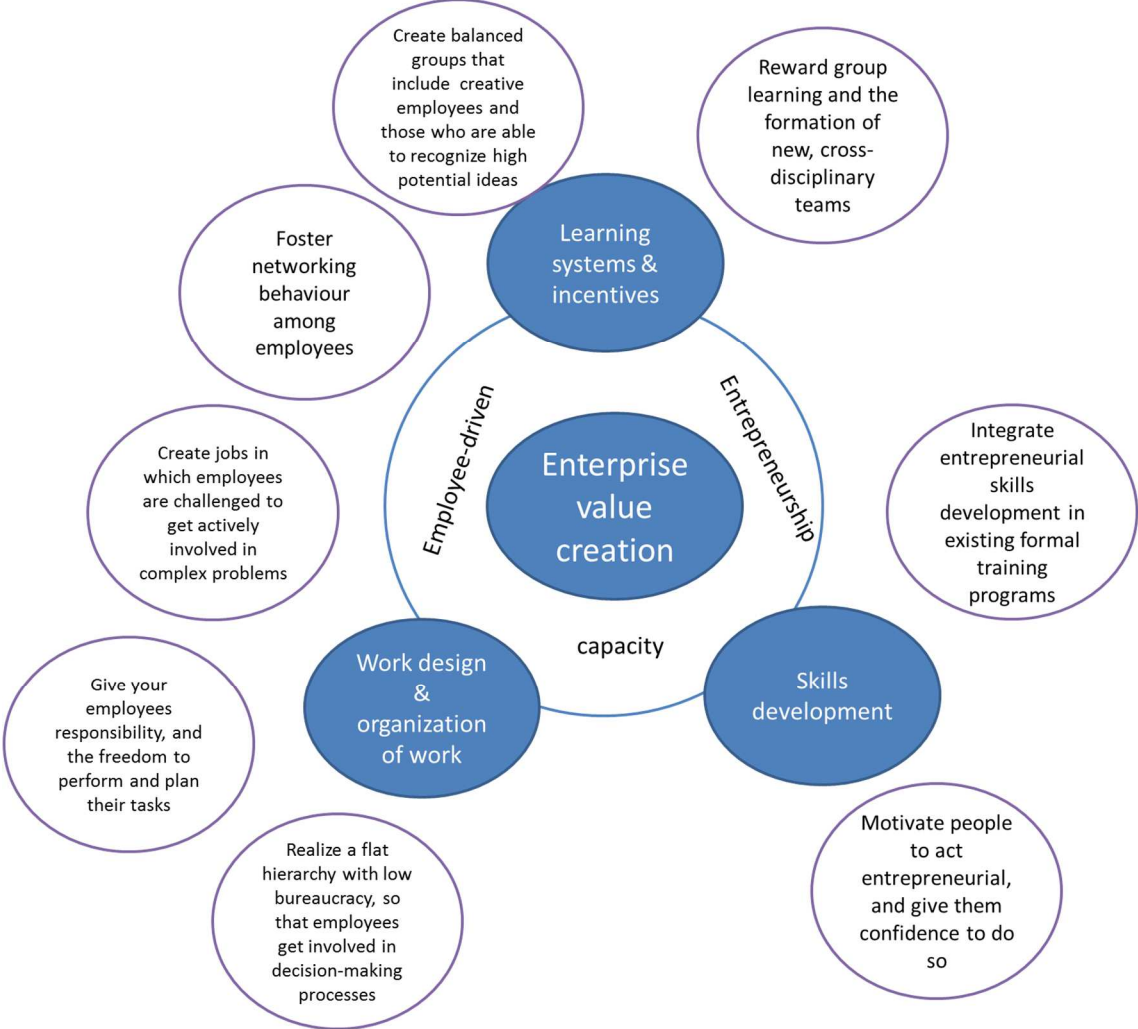 Create balanced
groups that
include creative
employees and
those who are able
to recognize high
potential ideas
Reward group
learning and the
formation of
new, cross-
disciplinary
teams
Learning
systems &
incentives
Foster
networking
behaviour
among
employees
Employee-driven
Entrepreneurship
capacity
Enterprise
value
creation
Create jobs in
which employees
are challenged to
get actively
involved in
complex problems
Integrate
entrepreneurial
skills
development in
existing formal
training
programs
Work design
&
organization
of work
Skills
development
Give your
employees
responsibility, and
the freedom to
perform and plan
their tasks
Realize a flat
hierarchy with low
bureaucracy, so
that employees
get involved in
decision-making
processes
Motivate people
to act
entrepreneurial,
and give them
confidence to do
so